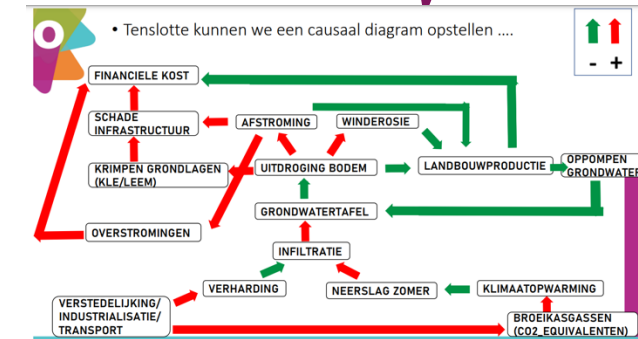 • Tenslotte kunnen we een causaal diagram opstellen ....
- +
FINANCIELE KOST
SCHADE
INFRASTRUCTUUR
AFSTROMING
WINDEROSIE
KRIMPEN GRONDLAGEN
(KLE/LEEM)
UITDROGING BODEM
LANDBOUWPRODUCTIE
OPPOMPEN
GRONDWATER
GRONDWATERTAFEL
OVERSTROMINGEN
INFILTRATIE
VERHARDING
NEERSLAG ZOMER
KLIMAATOPWARMING
VERSTEDELIJKING/
INDUSTRIALISATIE/
TRANSPORT
BROEIKASGASSEN
(CO2_EQUIVALENTEN)